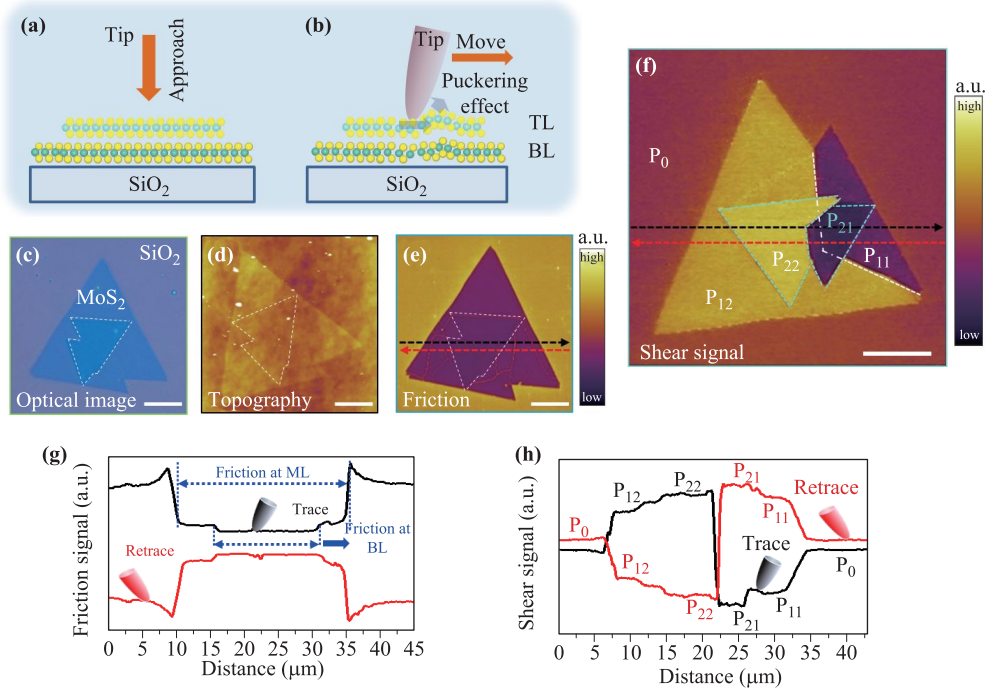 (a)
Tip
Approach
SiO2
(b)
Tip
Move
Puckering
effect
TL
BL
SiO2
(c)
SiO2
MoS2
Optical image
(d)
Topography
(e)
Friction
a.u.
high
low
(f)
P0
P21
P22
P11
P12
Shear signal
a.u.
high
low
(g)
Friction signal (a.u.)
Friction at ML
Trace
Friction at
BL
Retrace
0 5 10 15 20 25 30 35 40 45
Distance (μm)
(h)
Shear signal (a.u.)
P0
P12
P22
P21
P11
Retrace
P12
P22
Trace
P21
P11
P0
0 5 10 15 20 25 30 35 40
Distance (μm)